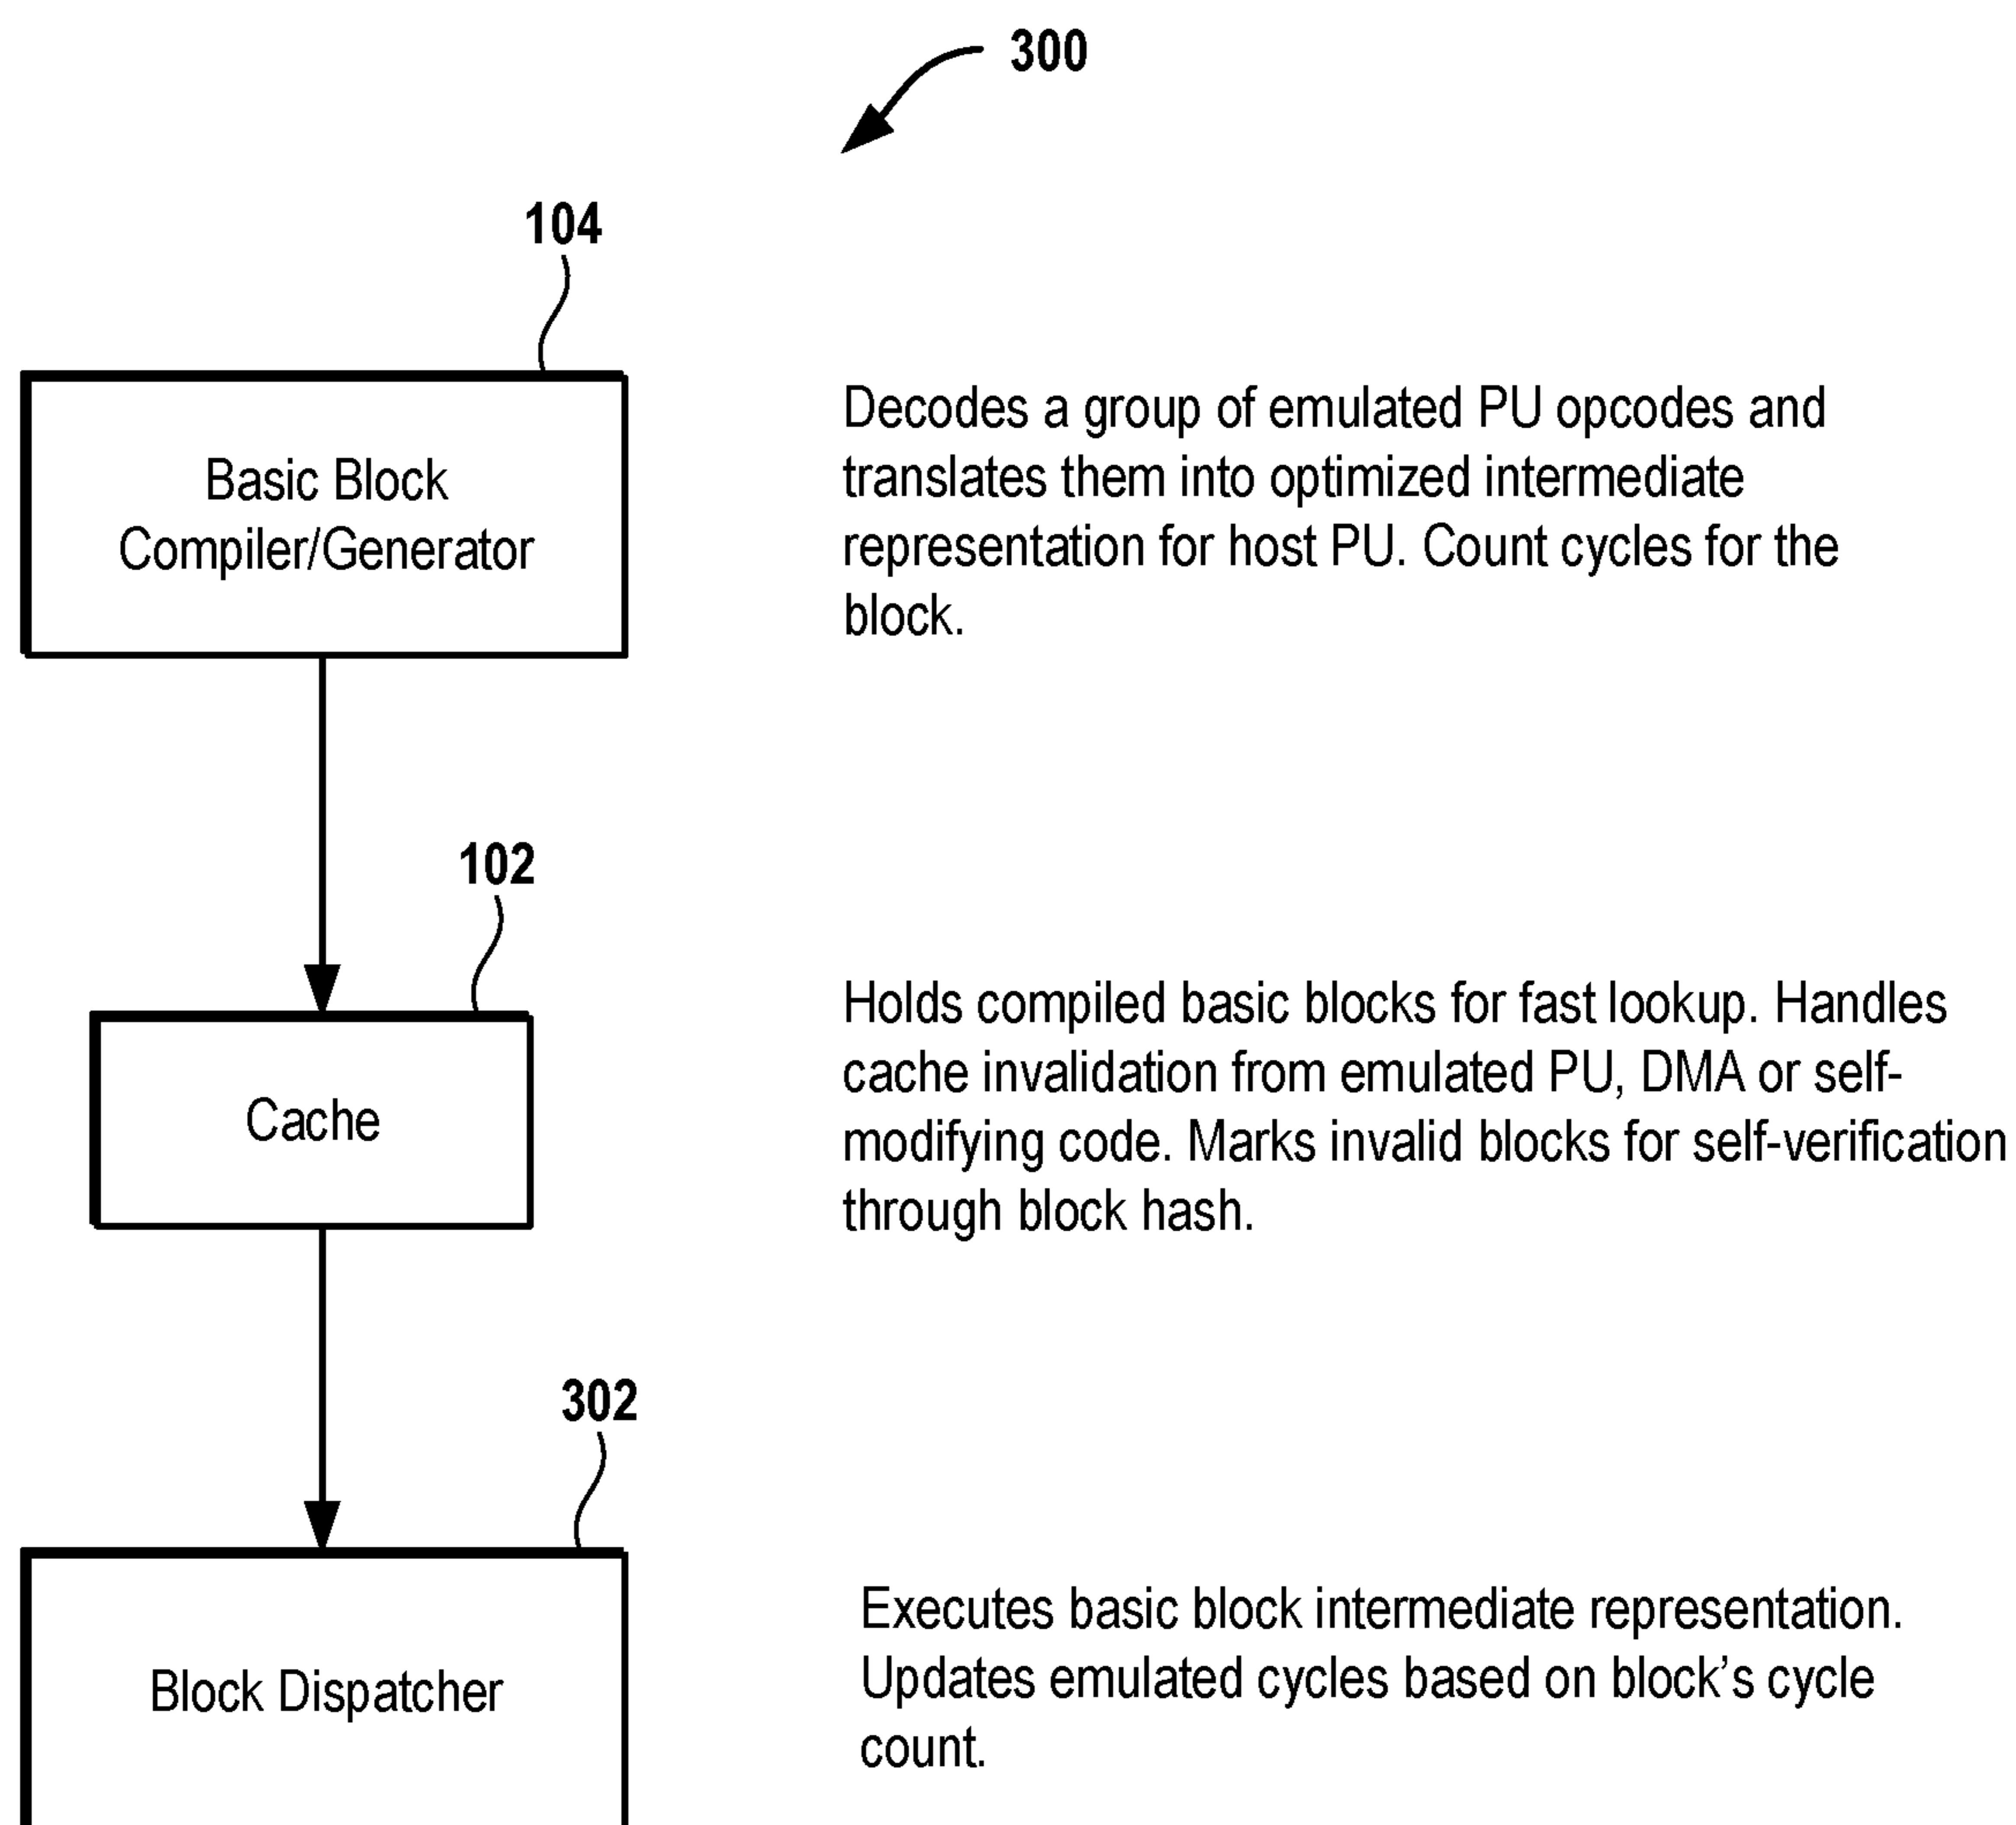 300
104
Basic Block
Compiler/Generator
Decodes a group of emulated PU opcodes and
translates them into optimized intermediate
representation for host PU. Count cycles for the
block.
102
Cache
Holds compiled basic blocks for fast lookup. Handles
cache invalidation from emulated PU, DMA or self-
modifying code. Marks invalid blocks for self-verification
through block hash.
302
Block Dispatcher
Executes basic block intermediate representation.
Updates emulated cycles based on block’s cycle
count.